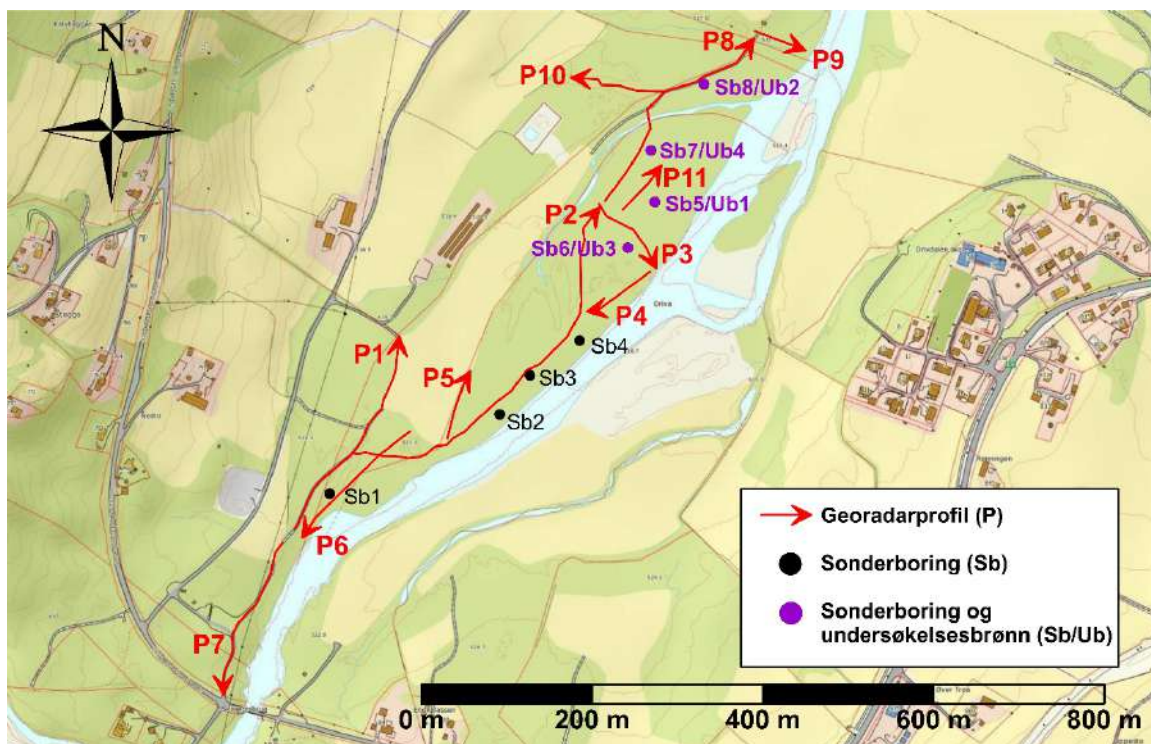 N
P8
P9
P10
Sb8/Ub2
Sb7/Ub4
P11
P2
Sb5/Ub1
Sb6/Ub3
P3
Driva
P4
P1
Sb4
P5
Sb3
Sb2
Sb1
P6
P7
Georadarprofil (P)
Sonderboring (Sb)
Sonderboring og
undersøkelsesbrønn (Sb/Ub)
0 m
200 m
400 m
600 m
800 m